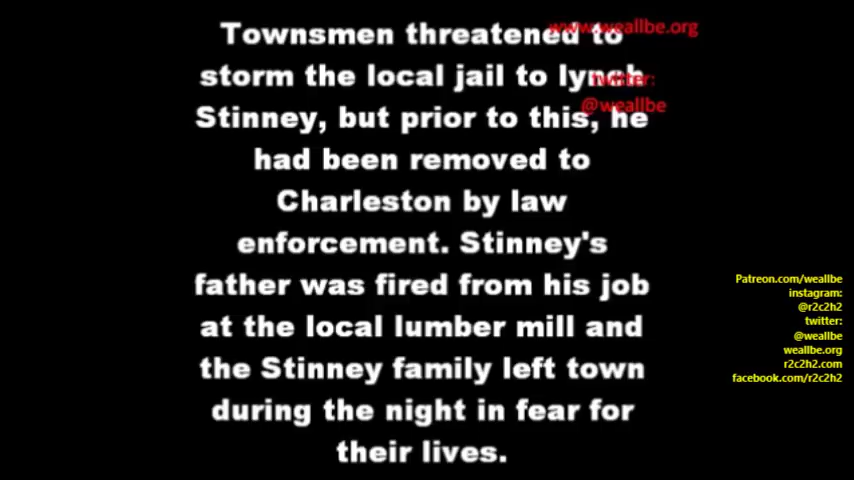 Townsmen threatened to
www.weallbe.org
storm the local jail to lynch
twitter:
@weallbe
Stinney, but prior to this, he
had been removed to
Charleston by law
enforcement. Stinney's
father was fired from his job
at the local lumber mill and
the Stinney family left town
during the night in fear for
their lives.
Patreon.com/weallbe
instagram:
@r2c2h2
twitter:
@weallbe
weallbe.org
r2c2h2.com
facebook.com/r2c2h2